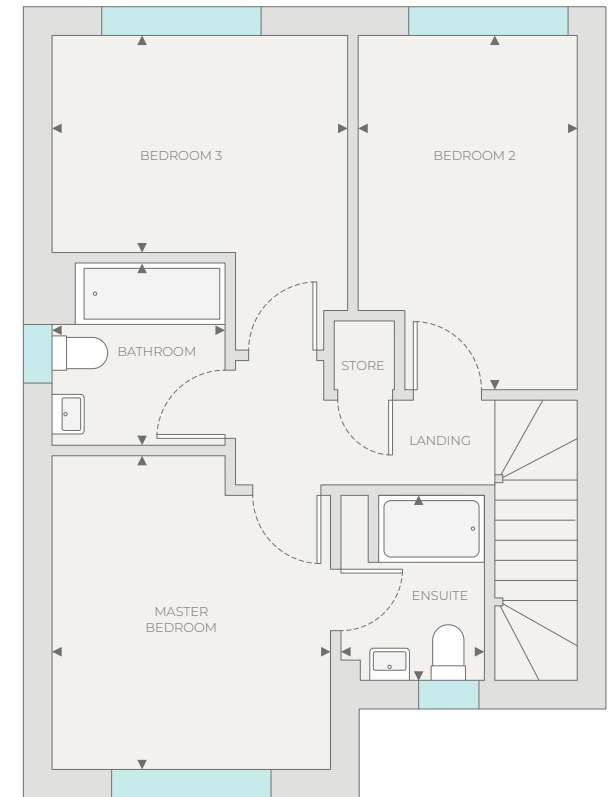 BEDROOM 3
BEDROOM 2
BATHROOM
STORE
LANDING
ENSUITE
MASTER
BEDROOM